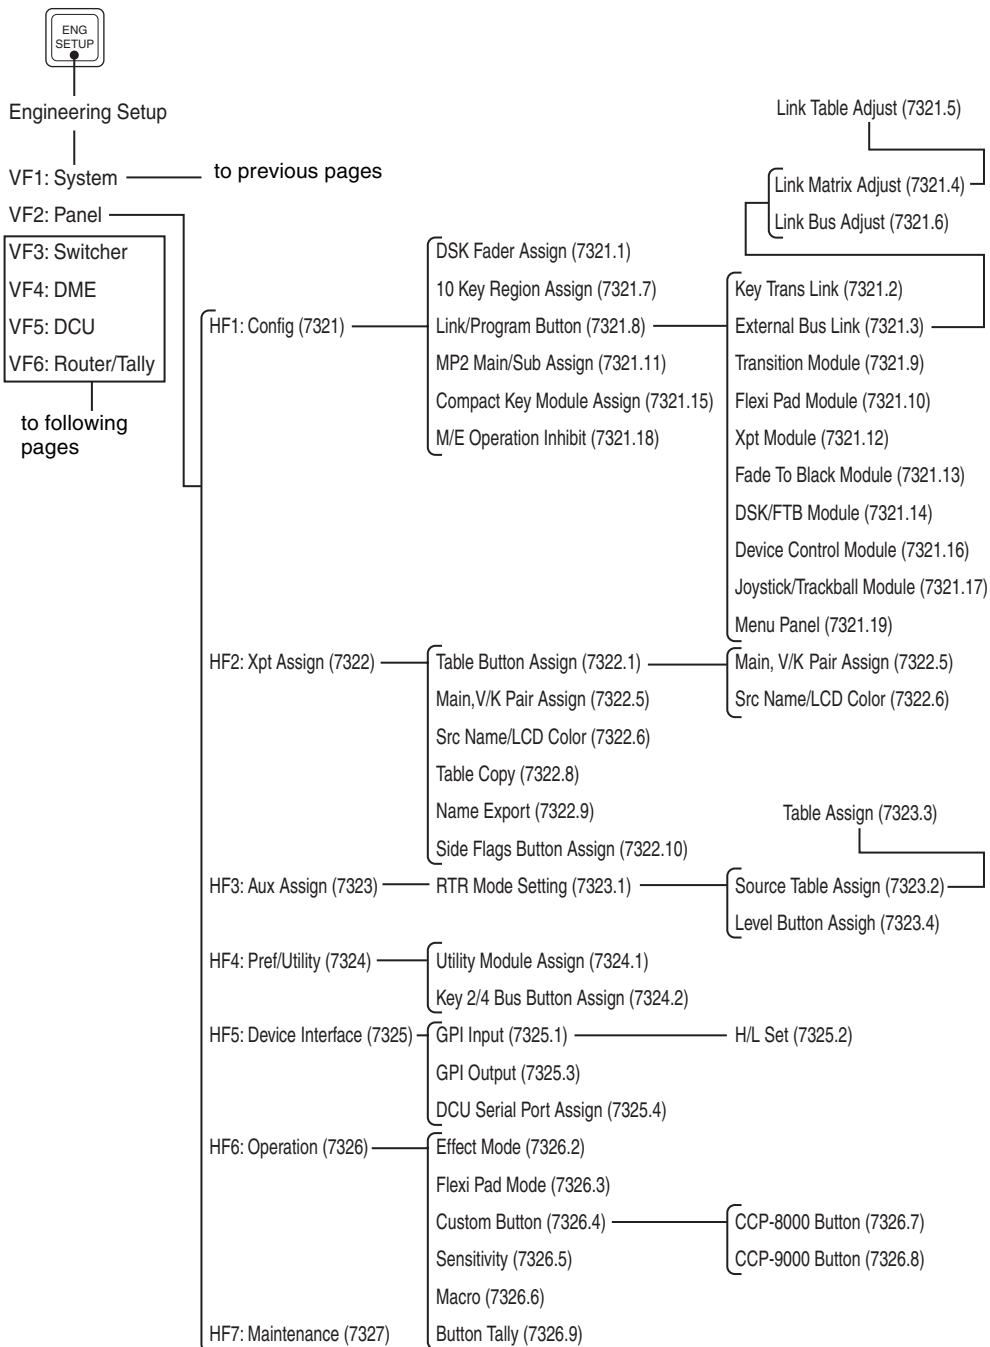 ENG
SETUP
Engineering Setup
VF1: System
to previous pages
VF2: Panel
VF3: Switcher
VF4: DME
VF5: DCU
VF6: Router/Tally
to following
pages
HF1: Config (7321)
DSK Fader Assign (7321.1)
10 Key Region Assign (7321.7)
Link/Program Button (7321.8)
MP2 Main/Sub Assign (7321.11)
Compact Key Module Assign (7321.15)
M/E Operation Inhibit (7321.18)
Key Trans Link (7321.2)
External Bus Link (7321.3)
Transition Module (7321.9)
Flexi Pad Module (7321.10)
Xpt Module (7321.12)
Fade To Black Module (7321.13)
DSK/FTB Module (7321.14)
Device Control Module (7321.16)
Joystick/Trackball Module (7321.17)
Menu Panel (7321.19)
Link Table Adjust (7321.5)
Link Matrix Adjust (7321.4)
Link Bus Adjust (7321.6)
HF2: Xpt Assign (7322)
Table Button Assign (7322.1)
Main,V/K Pair Assign (7322.5)
Src Name/LCD Color (7322.6)
Table Copy (7322.8)
Name Export (7322.9)
Side Flags Button Assign (7322.10)
Main, V/K Pair Assign (7322.5)
Src Name/LCD Color (7322.6)
HF3: Aux Assign (7323)
RTR Mode Setting (7323.1)
Source Table Assign (7323.2)
Level Button Assigh (7323.4)
Table Assign (7323.3)
HF4: Pref/Utility (7324)
Utility Module Assign (7324.1)
Key 2/4 Bus Button Assign (7324.2)
HF5: Device Interface (7325)
GPI Input (7325.1)
H/L Set (7325.2)
GPI Output (7325.3)
DCU Serial Port Assign (7325.4)
HF6: Operation (7326)
Effect Mode (7326.2)
Flexi Pad Mode (7326.3)
Custom Button (7326.4)
Sensitivity (7326.5)
Macro (7326.6)
Button Tally (7326.9)
CCP-8000 Button (7326.7)
CCP-9000 Button (7326.8)
HF7: Maintenance (7327)